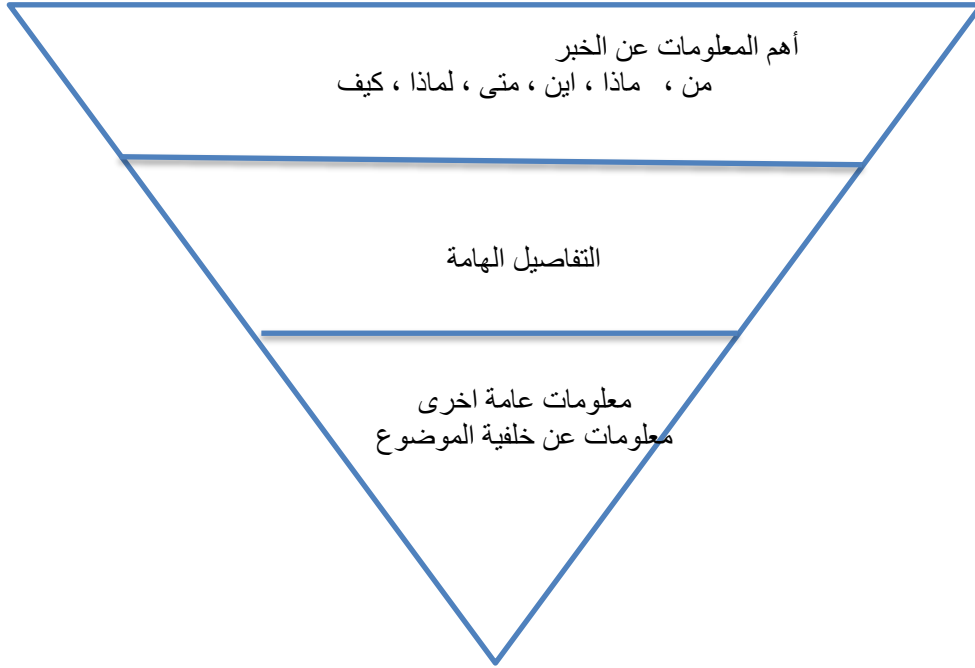 أهم المعلومات عن الخبر
من ، ماذا ، اين ، متى ، لماذا ، كيف
التفاصيل الهامة
معلومات عامة اخرى
معلومات عن خلفية الموضوع